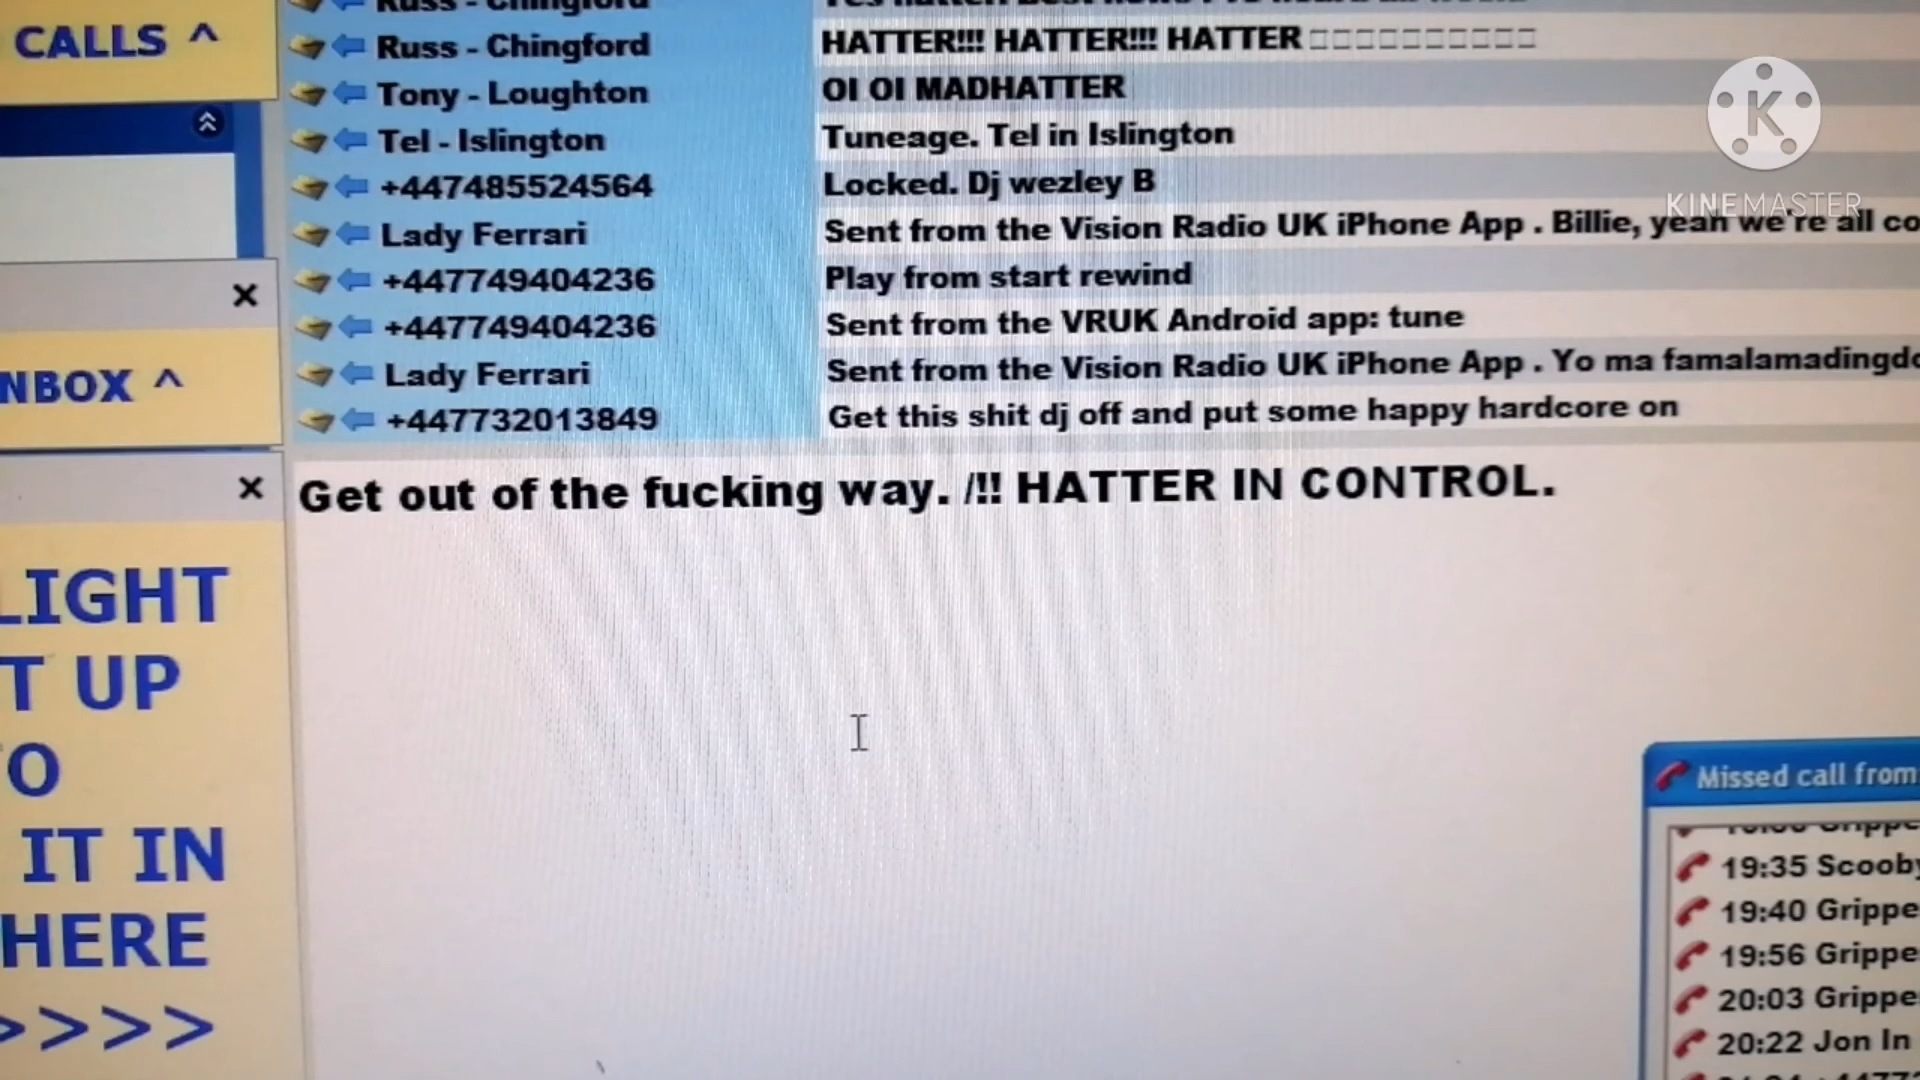 CALLS ^
Russ - Chingford
Russ - Chingford HATTER!!! HATTER!!! HATTER □□□□□□□□□□
Tony - Loughton OI OI MADHATTER
Tel - Islington Tuneage. Tel in Islington
+447485524564 Locked. Dj wezley B
Lady Ferrari Sent from the Vision Radio UK iPhone App . Billie, yeah we're all co
+447749404236 Play from start rewind
+447749404236 Sent from the VRUK Android app: tune
Lady Ferrari Sent from the Vision Radio UK iPhone App . Yo ma famalamadingdo
+447732013849 Get this shit dj off and put some happy hardcore on
K
KINEMASTER
NBOX ^
Get out of the fucking way. /!! HATTER IN CONTROL.
LIGHT
T UP
O
IT IN
HERE
>>>>
Missed call from
19:35 Scooby
19:40 Grippe
19:56 Grippe
20:03 Grippe
20:22 Jon In